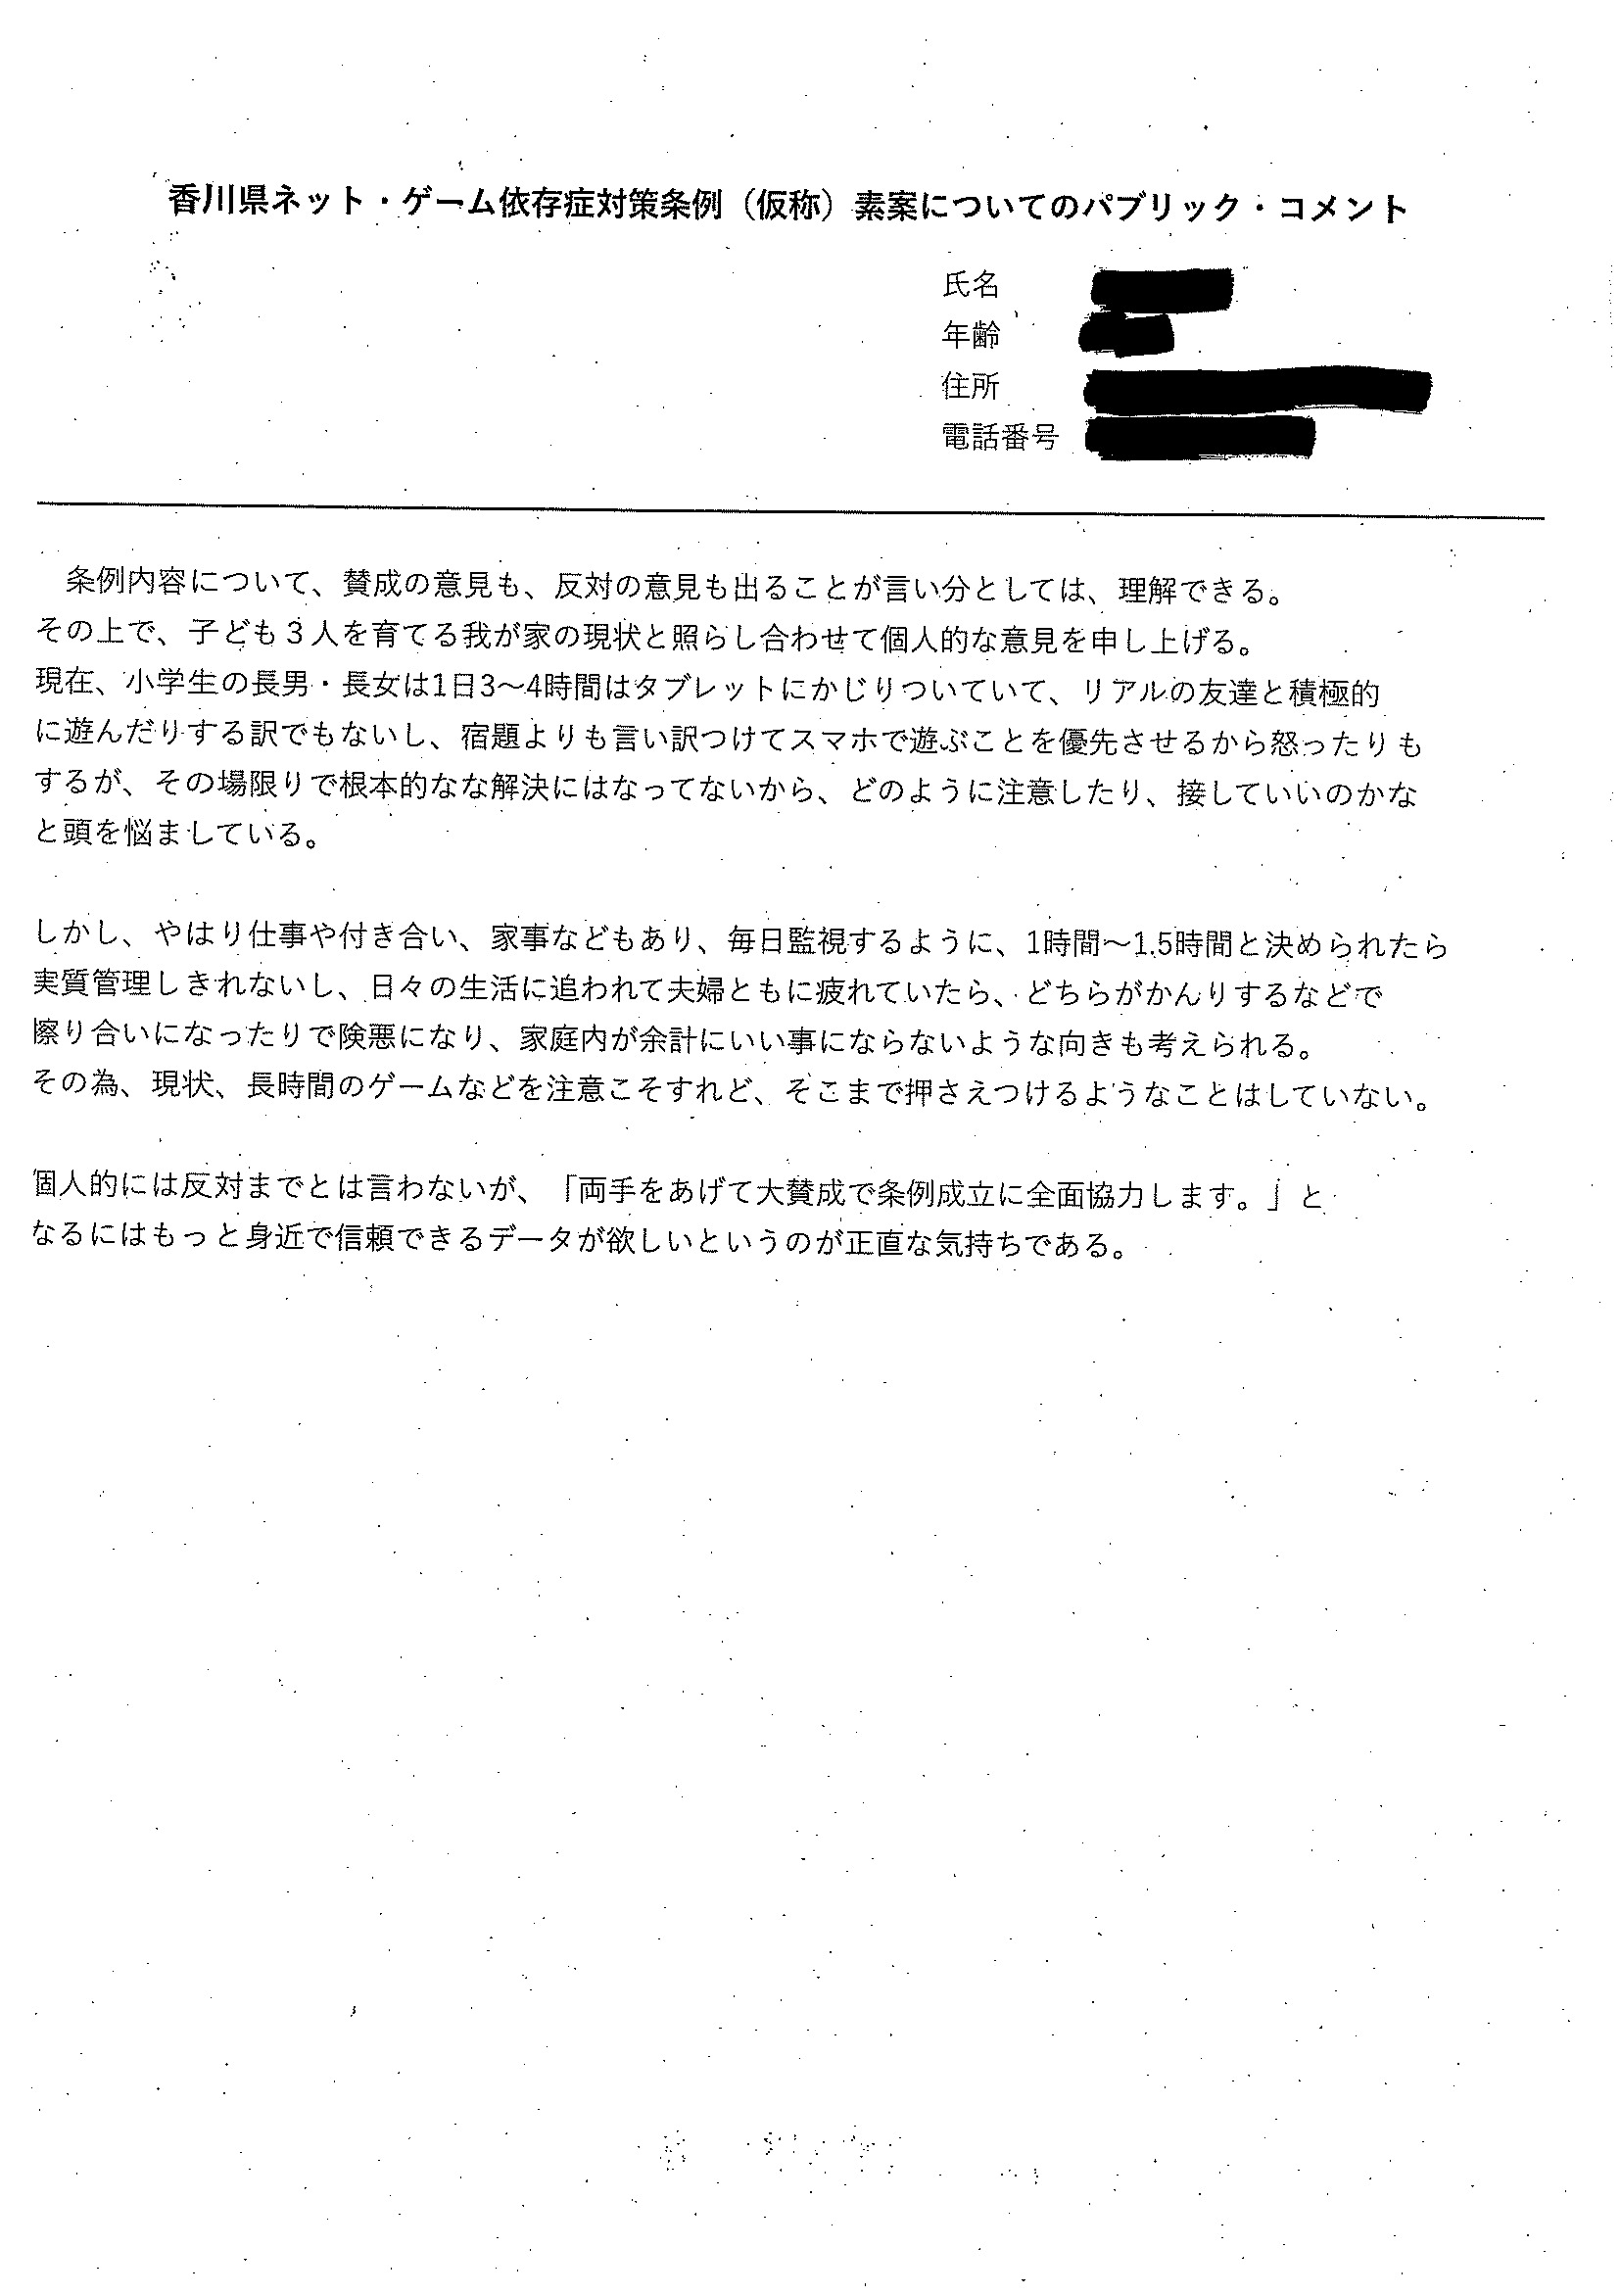 香川県ネット・ゲーム依存症対策条例（仮称）素案についてのパブリック・コメント
氏名
年齢
住所
電話番号
条例内容について、賛成の意見も、反対の意見も出ることが言い分としては、理解できる。
その上で、子ども３人を育てる我が家の現状と照らし合わせて個人的な意見を申し上げる。
現在、小学生の長男・長女は1日3～4時間はタブレットにかじりついていて、リアルの友達と積極的
に遊んだりする訳でもないし、宿題よりも言い訳つけてスマホで遊ぶことを優先させるから怒ったりも
するが、その場限りで根本的なな解決にはなってないから、どのように注意したり、接していいのかな
と頭を悩ましている。
しかし、やはり仕事や付き合い、家事などもあり、毎日監視するように、1時間～1.5時間と決められたら
実質管理しきれないし、日々の生活に追われて夫婦ともに疲れていたら、どちらがかんりするなどで
擦り合いになったりで険悪になり、家庭内が余計にいい事にならないような向きも考えられる。
その為、現状、長時間のゲームなどを注意こそすれど、そこまで押さえつけるようなことはしていない。
個人的には反対までとは言わないが、「両手をあげて大賛成で条例成立に全面協力します。」と
なるにはもっと身近で信頼できるデータが欲しいというのが正直な気持ちである。